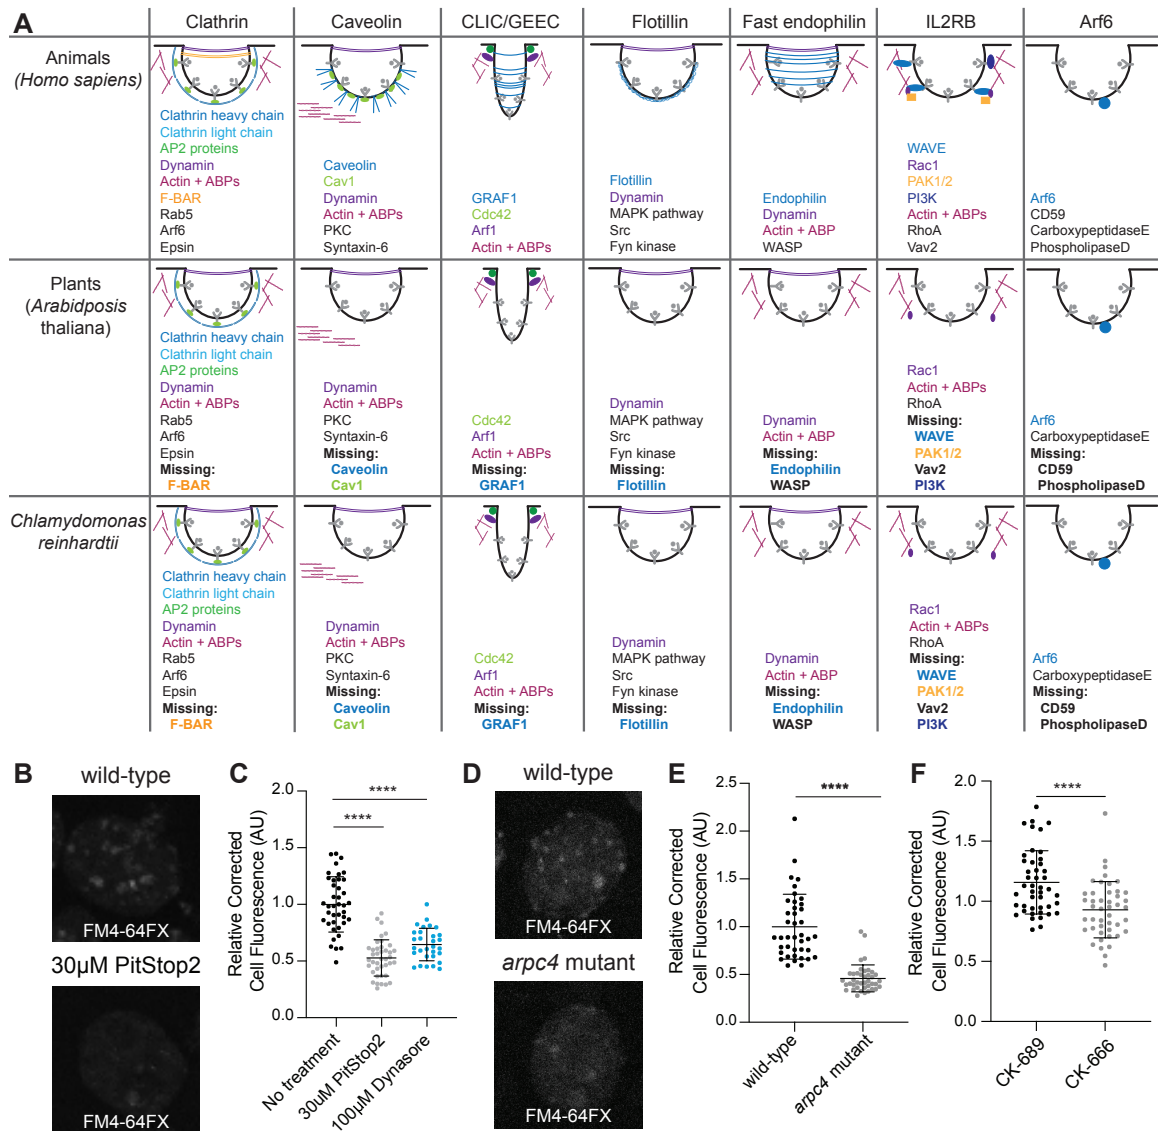 A
Clathrin
Caveolin
CLIC/GEEC
Flotillin
Fast endophilin
IL2RB
Arf6
Animals
(Homo sapiens)
Clathrin heavy chain
Clathrin light chain
AP2 proteins
Dynamin
Actin + ABPs
F-BAR
Rab5
Arf6
Epsin
Caveolin
Cav1
Dynamin
Actin + ABPs
PKC
Syntaxin-6
GRAF1
Cdc42
Arf1
Actin + ABPs
Flotillin
Dynamin
MAPK pathway
Src
Fyn kinase
Endophilin
Dynamin
Actin + ABP
WASP
WAVE
Rac1
PAK1/2
PI3K
Actin + ABPs
RhoA
Vav2
Arf6
CD59
CarboxypeptidaseE
PhospholipaseD
Plants
(Arabidposis
thaliana)
Clathrin heavy chain
Clathrin light chain
AP2 proteins
Dynamin
Actin + ABPs
Rab5
Arf6
Epsin
Missing:
F-BAR
Dynamin
Actin + ABPs
PKC
Syntaxin-6
Missing:
Caveolin
Cav1
Cdc42
Arf1
Actin + ABPs
Missing:
GRAF1
Dynamin
MAPK pathway
Src
Fyn kinase
Missing:
Flotillin
Dynamin
Actin + ABP
Missing:
Endophilin
WASP
Rac1
Actin + ABPs
RhoA
Missing:
WAVE
PAK1/2
Vav2
PI3K
Arf6
CarboxypeptidaseE
Missing:
CD59
PhospholipaseD
Chlamydomonas
reinhardtii
Clathrin heavy chain
Clathrin light chain
AP2 proteins
Dynamin
Actin + ABPs
Rab5
Arf6
Epsin
Missing:
F-BAR
Dynamin
Actin + ABPs
PKC
Syntaxin-6
Missing:
Caveolin
Cav1
Cdc42
Arf1
Actin + ABPs
Missing:
GRAF1
Dynamin
MAPK pathway
Src
Fyn kinase
Missing:
Flotillin
Dynamin
Actin + ABP
Missing:
Endophilin
WASP
Rac1
Actin + ABPs
RhoA
Missing:
WAVE
PAK1/2
Vav2
PI3K
Arf6
CarboxypeptidaseE
Missing:
CD59
PhospholipaseD
B
wild-type
FM4-64FX
30µM PitStop2
FM4-64FX
C
Relative Corrected
Cell Fluorescence (AU)
2.0
1.5
1.0
0.5
0.0
****
****
No treatment
30uM PitStop2
100µM Dynasore
D
wild-type
FM4-64FX
arpc4 mutant
FM4-64FX
E
Relative Corrected
Cell Fluorescence (AU)
2.5
2.0
1.5
1.0
0.5
0.0
****
wild-type
arpc4 mutant
F
Relative Corrected
Cell Fluorescence (AU)
2.0
1.5
1.0
0.5
0.0
****
CK-689
CK-666